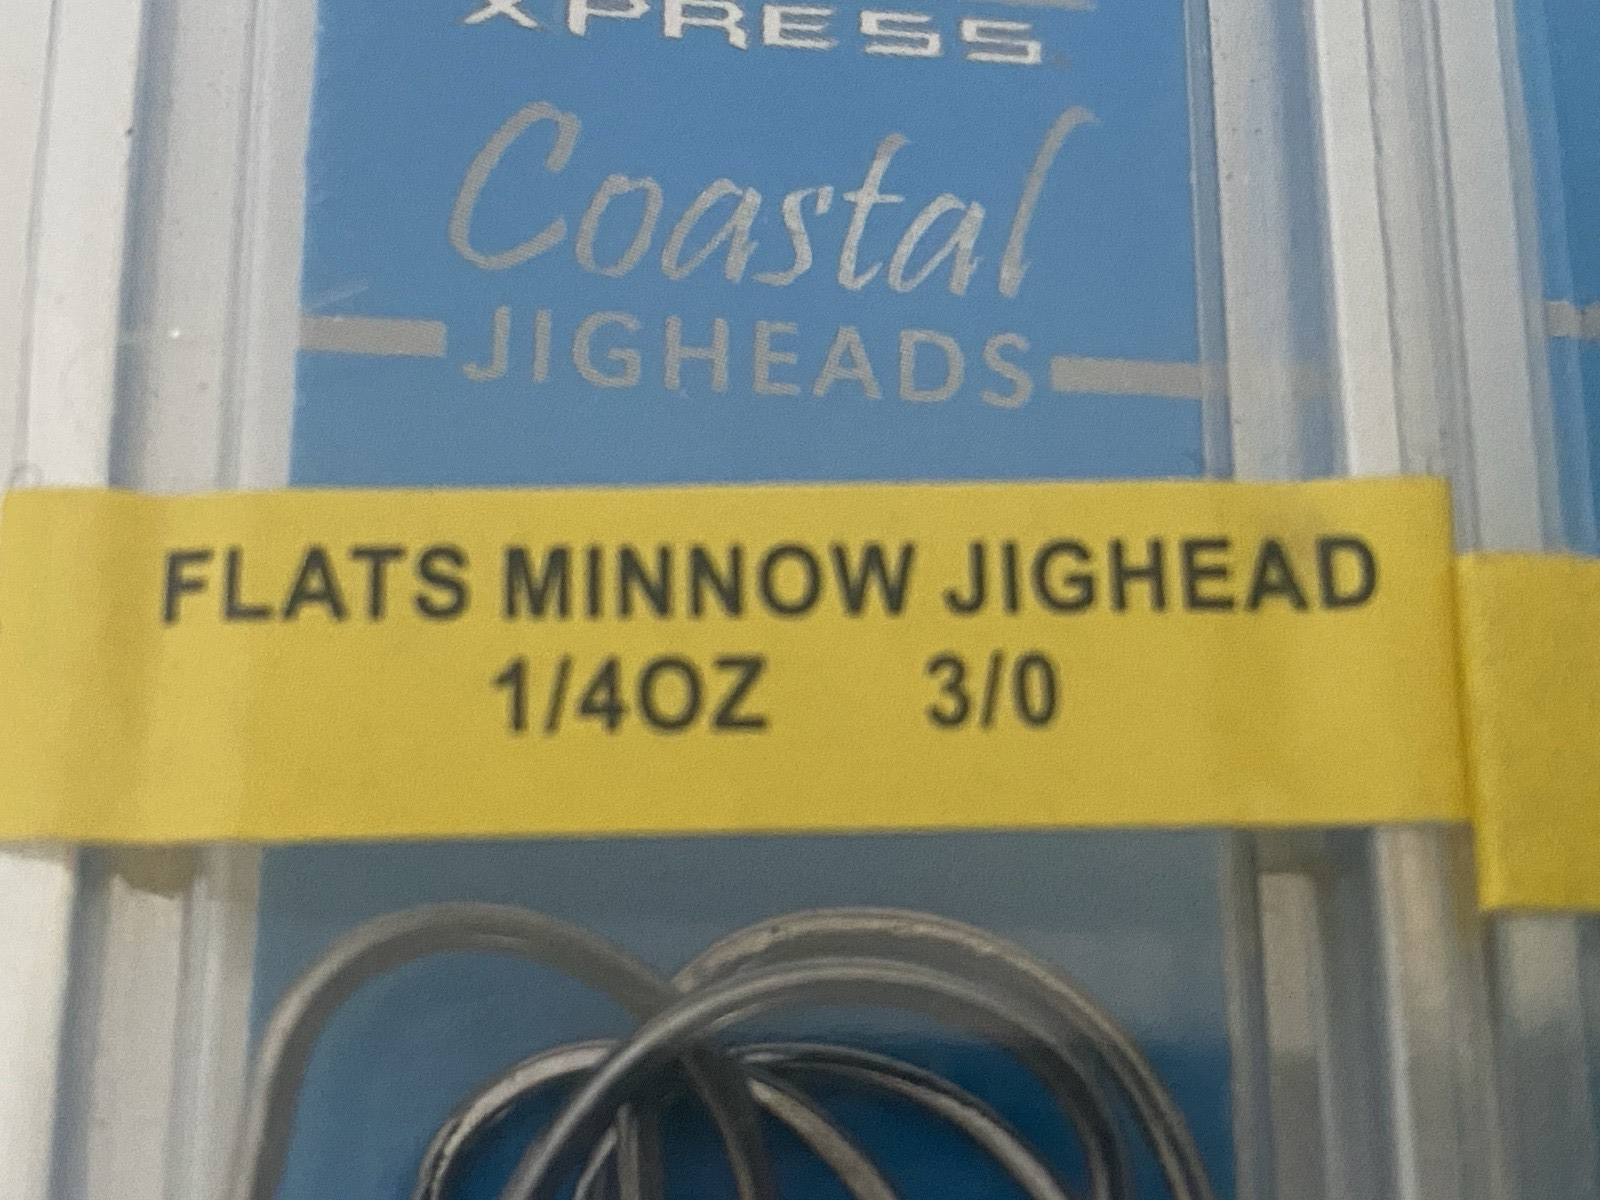 XPRESS
Coastal
JIGHEADS
FLATS MINNOW JIGHEAD
1/4OZ 3/0